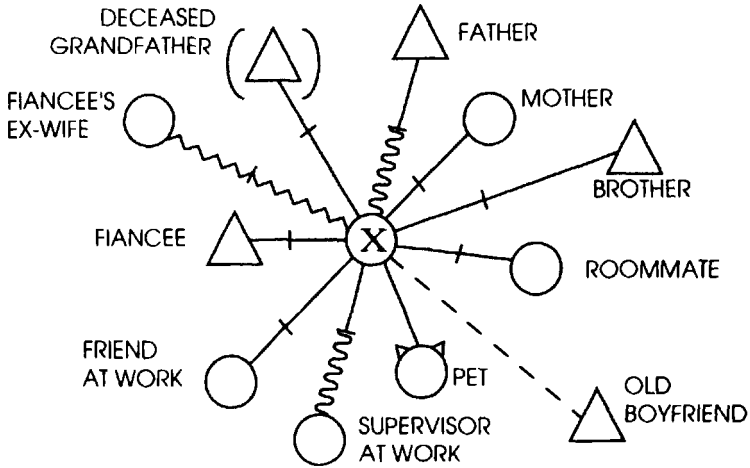 DECEASED
GRANDFATHER
FATHER
FIANCEE'S
EX-WIFE
MOTHER
BROTHER
FIANCEE
X
ROOMMATE
FRIEND
AT WORK
PET
OLD
BOYFRIEND
SUPERVISOR
AT WORK